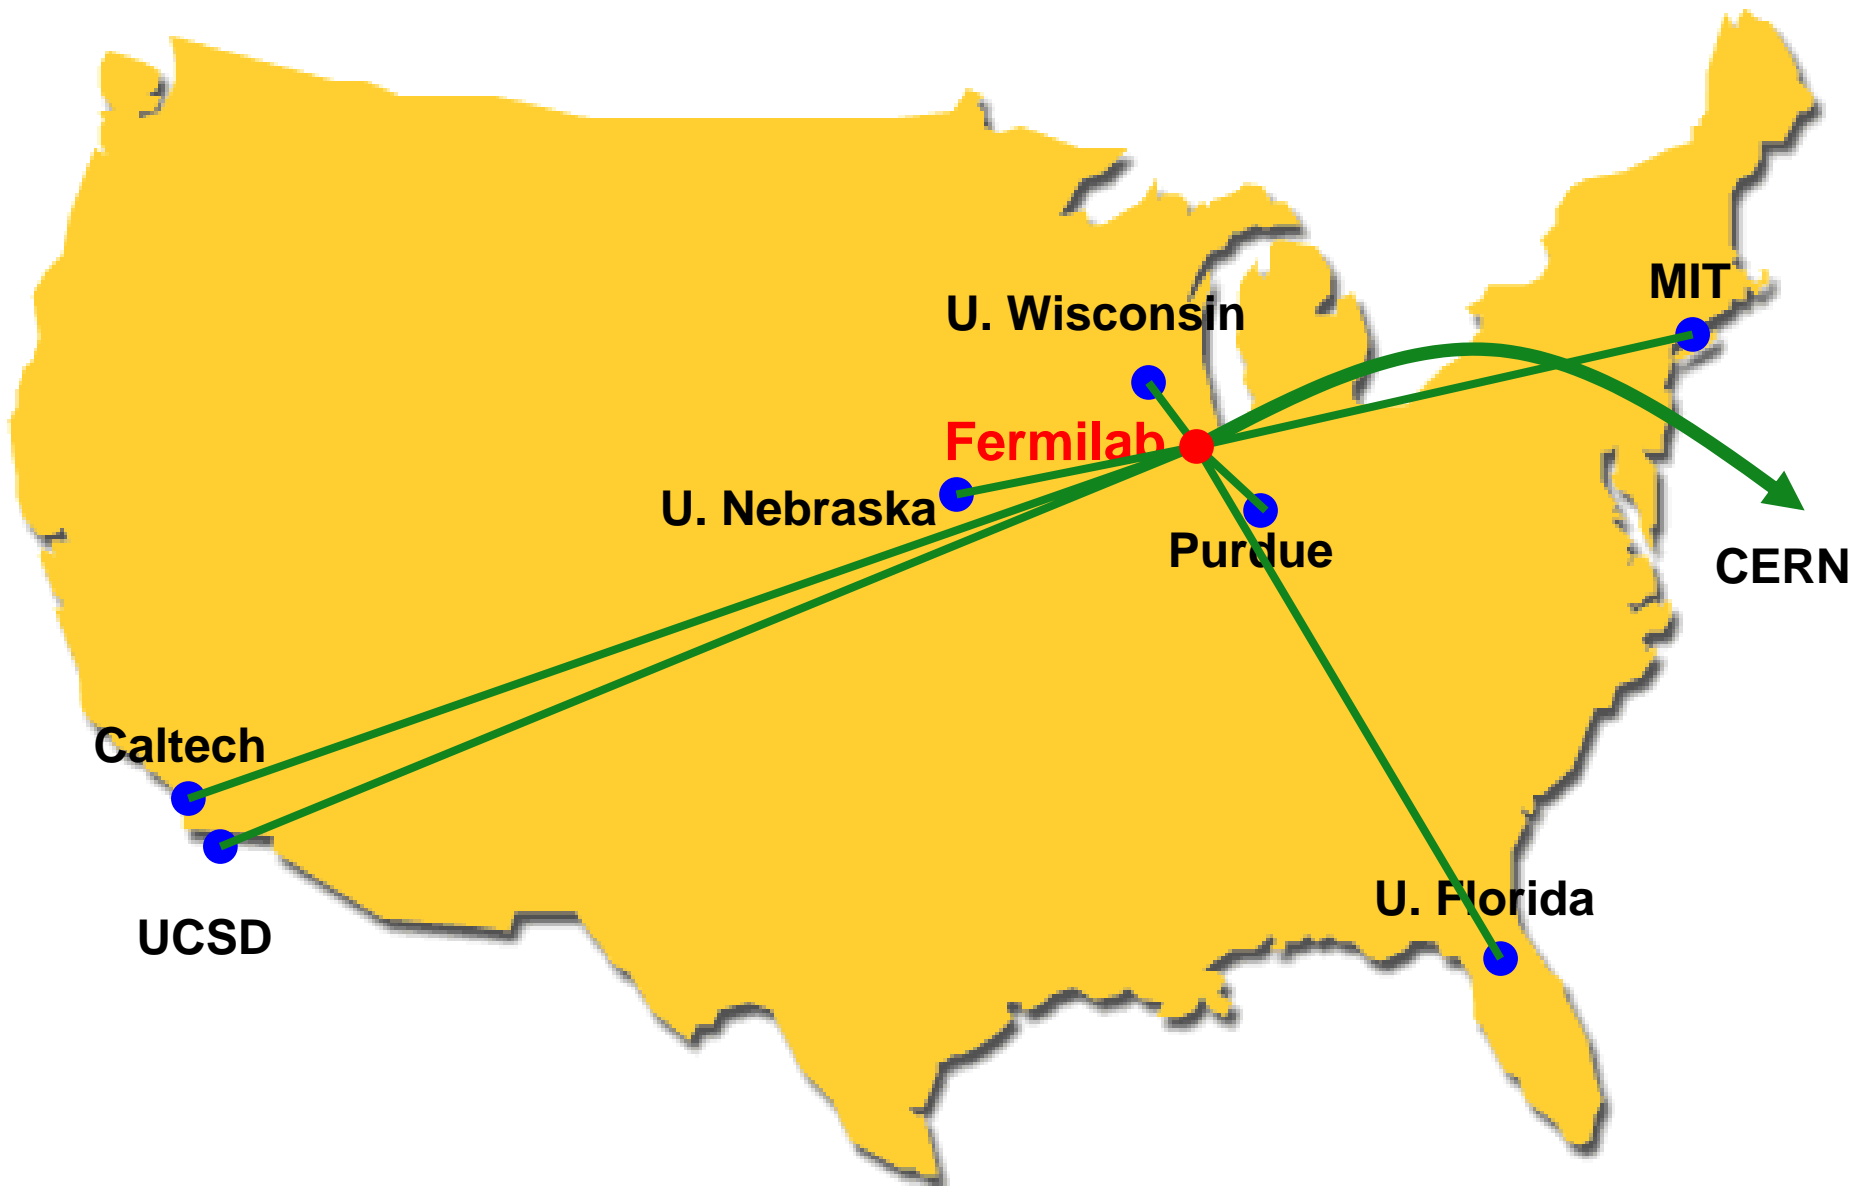 MIT
U. Wisconsin
Fermilab
U. Nebraska
Purdue
CERN
Caltech
U. Florida
UCSD